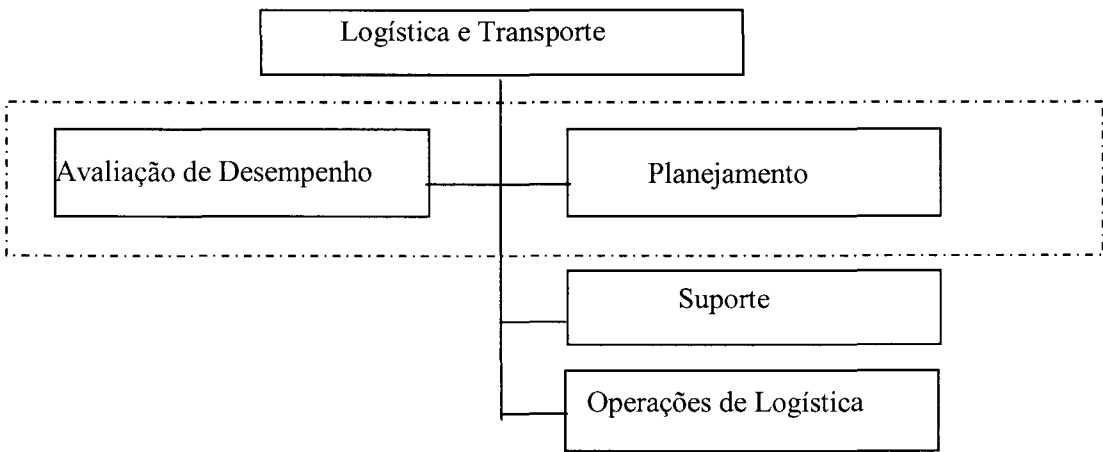 Logística e Transporte
Avaliação de Desempenho
Planejamento
Suporte
Operações de Logística